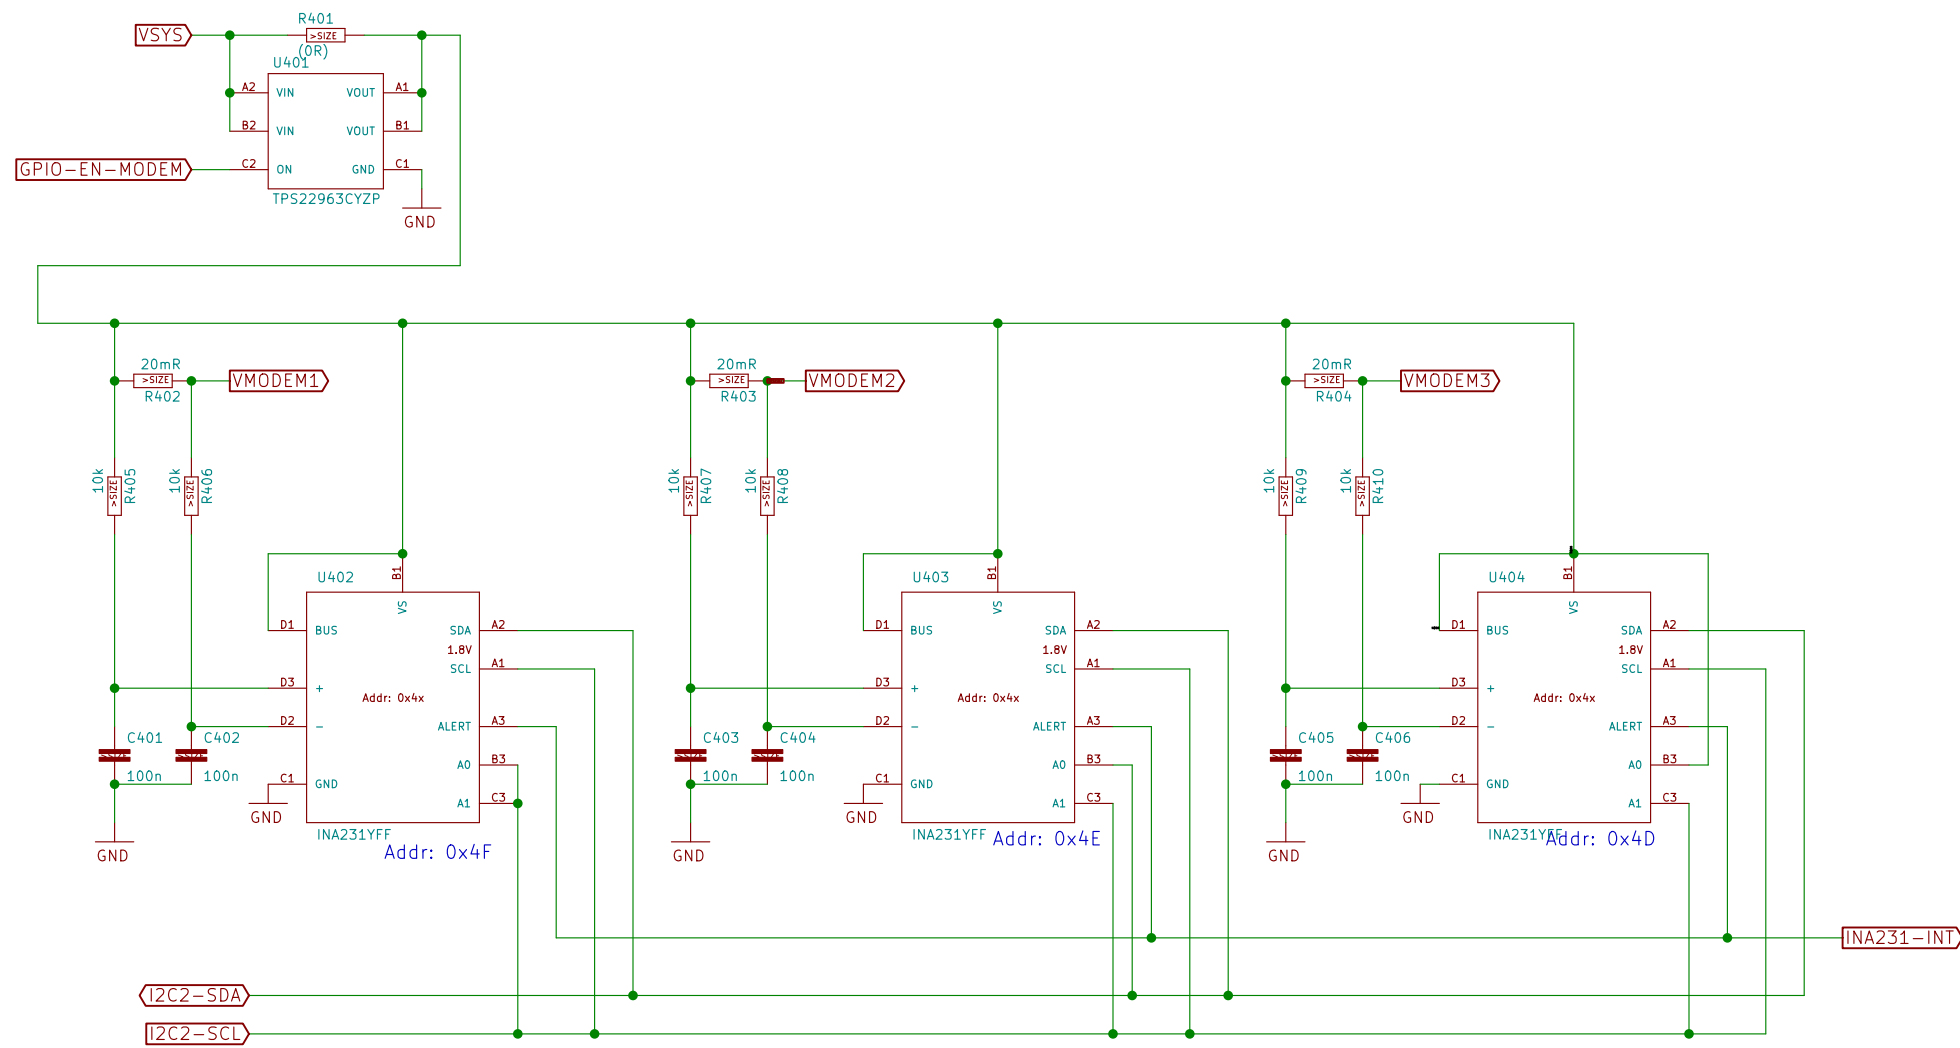 R401
VSYS
>SIZE
(0R)
U401
A2 VIN VOUT A1
B2 VIN VOUT B1
GPIO-EN-MODEM
C2 ON GND C1
TPS22963CYZP
GND
20mR
>SIZE
VMODEM1
R402
20mR
>SIZE
VMODEM2
R403
20mR
>SIZE
VMODEM3
R404
10k
>SIZE
R405
10k
>SIZE
R406
10k
>SIZE
R407
10k
>SIZE
R408
10k
>SIZE
R409
10k
>SIZE
R410
U402
B1
VS
D1 BUS SDA A2
1.8V
SCL A1
D3 +
Addr: 0x4x
D2 -
ALERT A3
A0 B3
C1 GND
A1 C3
GND
INA231YFF
Addr: 0x4F
C401
100n
C402
100n
GND
U403
B1
VS
D1 BUS SDA A2
1.8V
SCL A1
D3 +
Addr: 0x4x
D2 -
ALERT A3
A0 B3
C1 GND
A1 C3
GND
INA231YFF
Addr: 0x4E
C403
100n
C404
100n
GND
U404
B1
VS
D1 BUS SDA A2
1.8V
SCL A1
D3 +
Addr: 0x4x
D2 -
ALERT A3
A0 B3
C1 GND
A1 C3
GND
INA231YFF
Addr: 0x4D
C405
100n
C406
100n
GND
INA231-INT
I2C2-SDA
I2C2-SCL